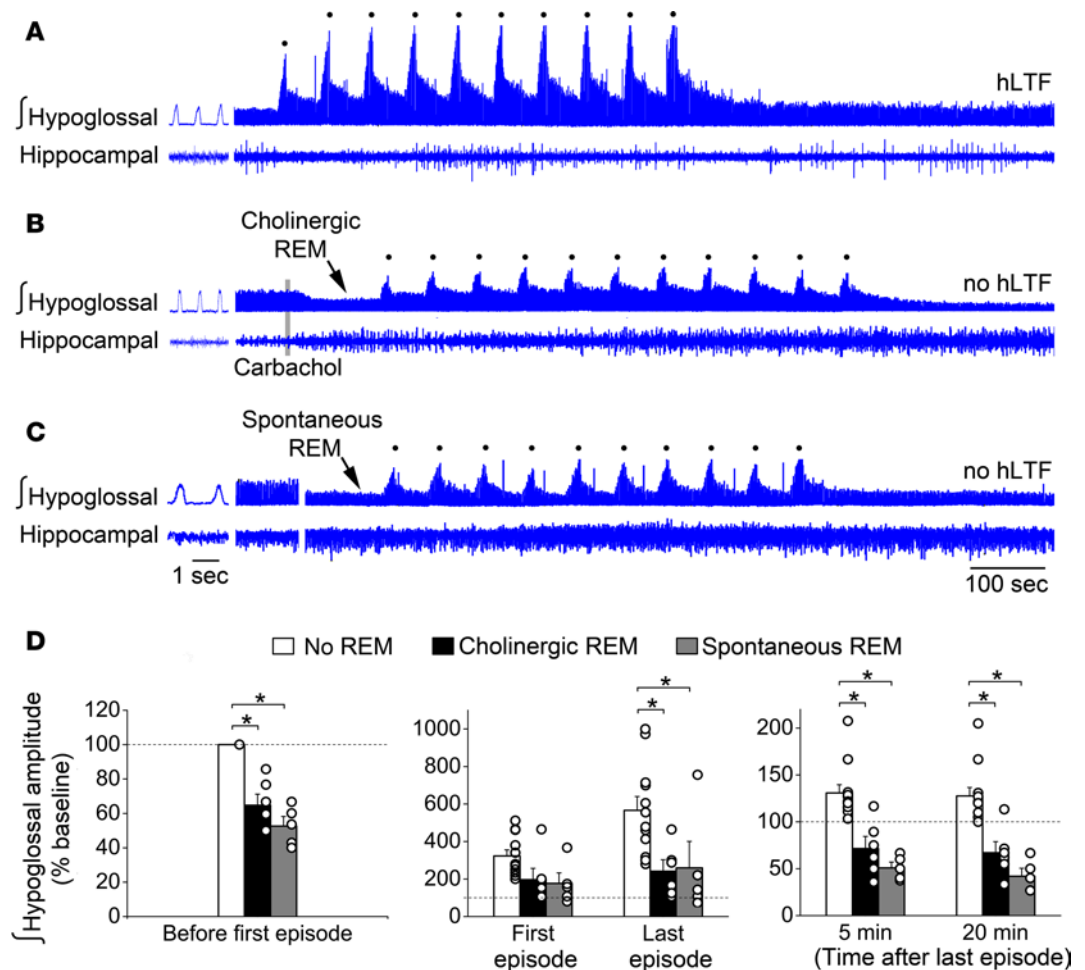 A
hLTF
∫Hypoglossal
Hippocampal
B
Cholinergic
REM
no hLTF
∫Hypoglossal
Hippocampal
Carbachol
C
Spontaneous
REM
no hLTF
∫Hypoglossal
Hippocampal
1 sec
100 sec
D
No REM
Cholinergic REM
Spontaneous REM
∫Hypoglossal amplitude
(% baseline)
120
100
80
60
40
20
0
* *
Before first episode
1000
800
600
400
200
0
* *
First
episode
Last
episode
200
150
100
50
0
* *
* *
5 min
20 min
(Time after last episode)